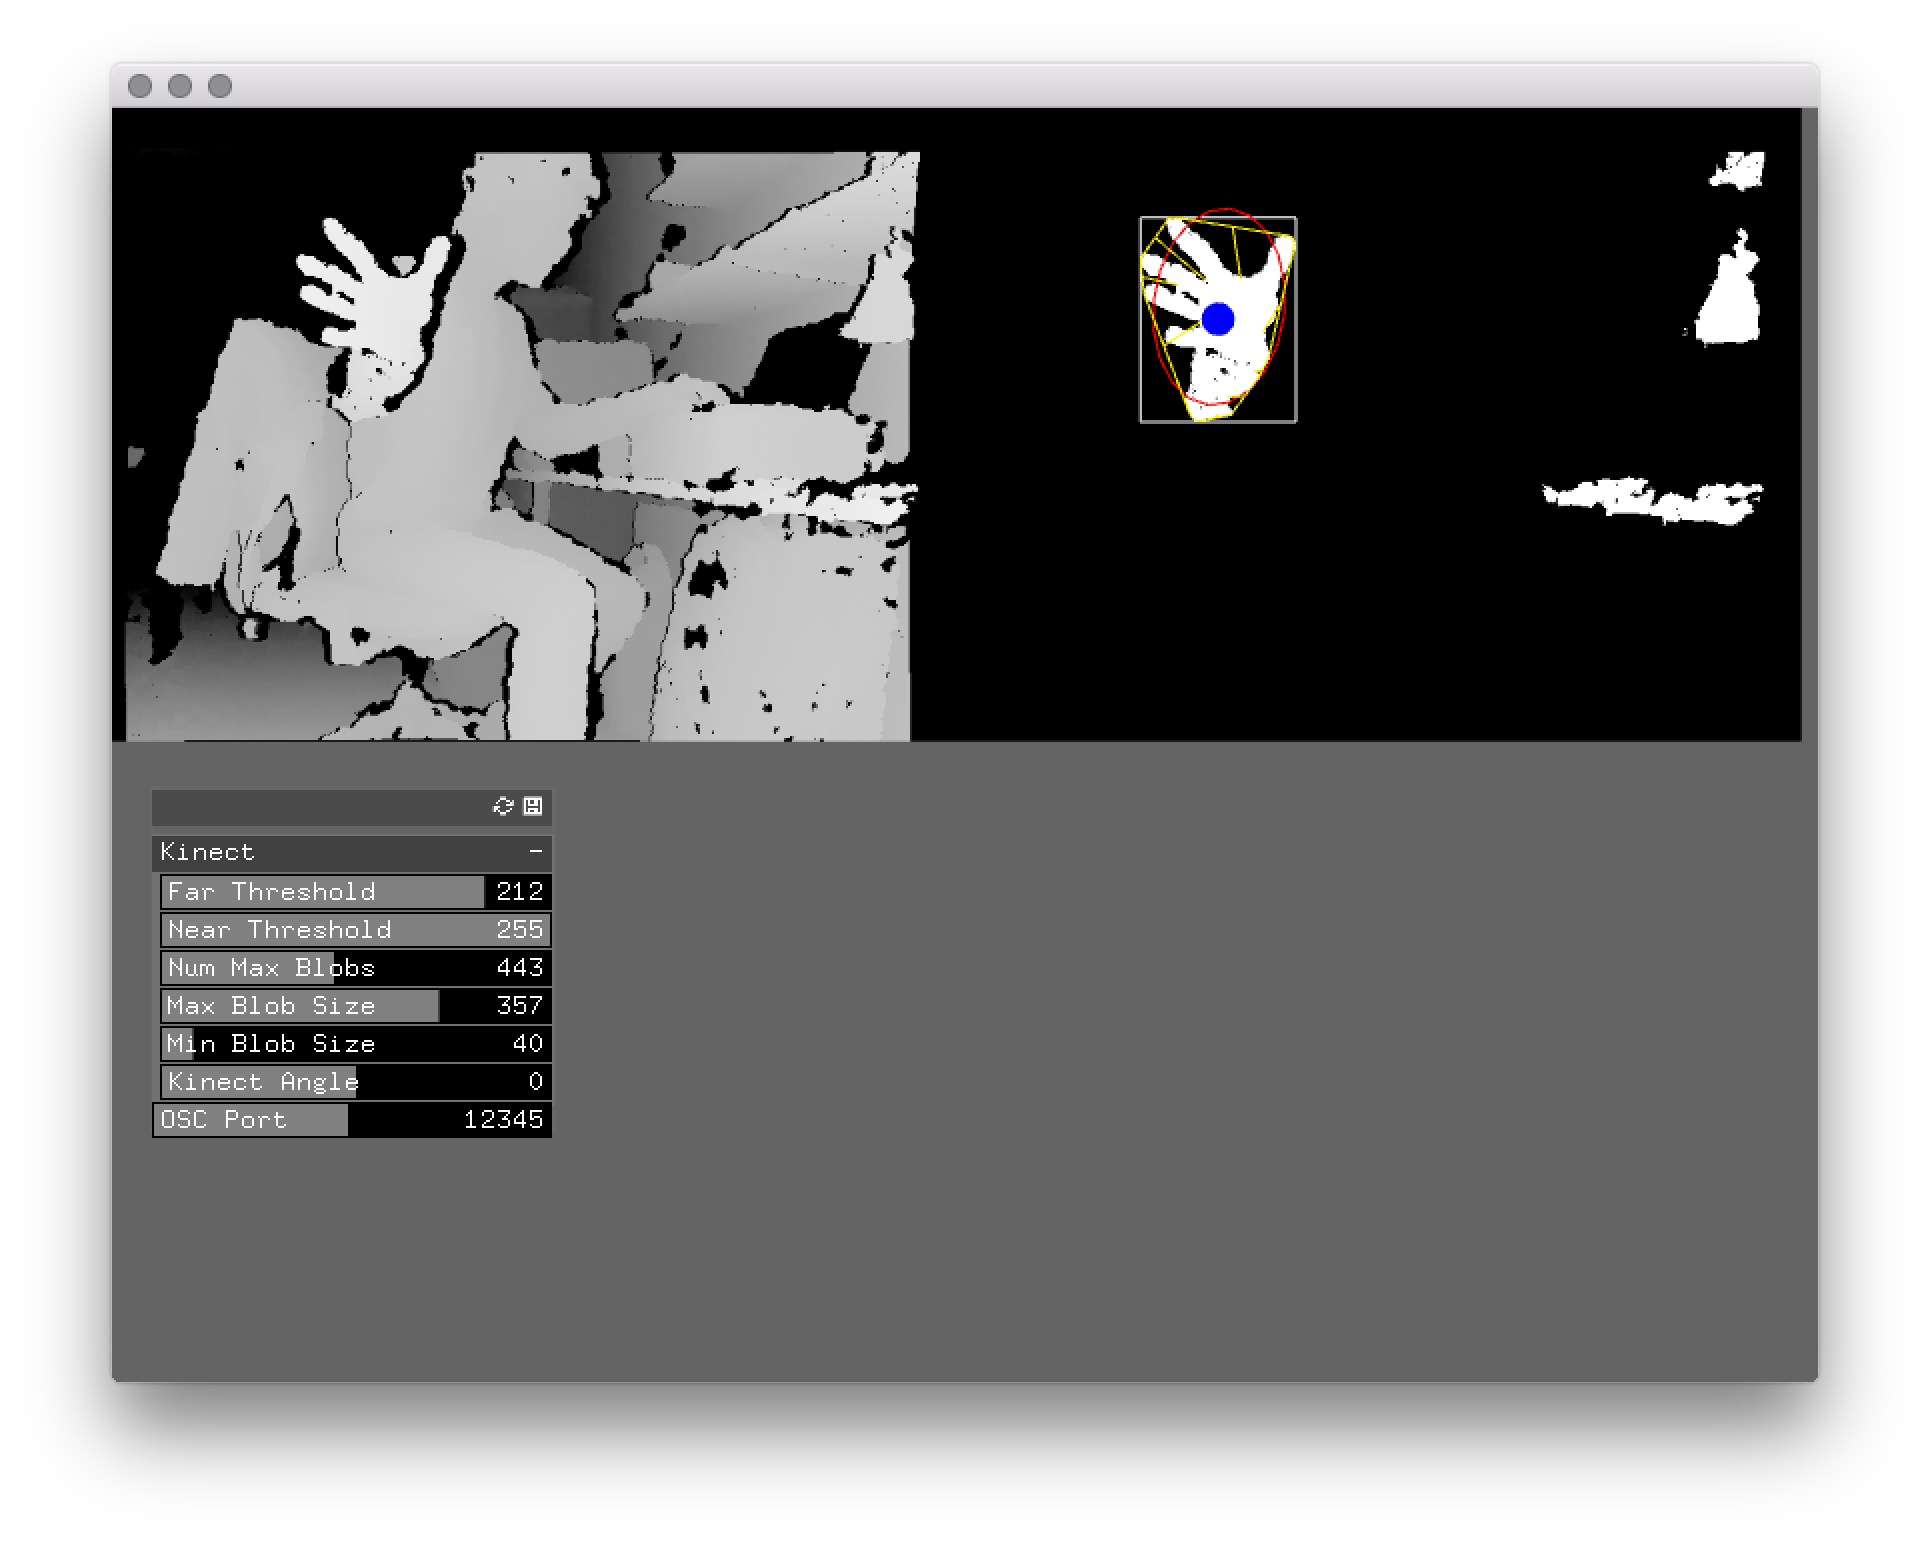 Kinect -
Far Threshold 212
Near Threshold 255
Num Max Blobs 443
Max Blob Size 357
Min Blob Size 40
Kinect Angle 0
OSC Port 12345